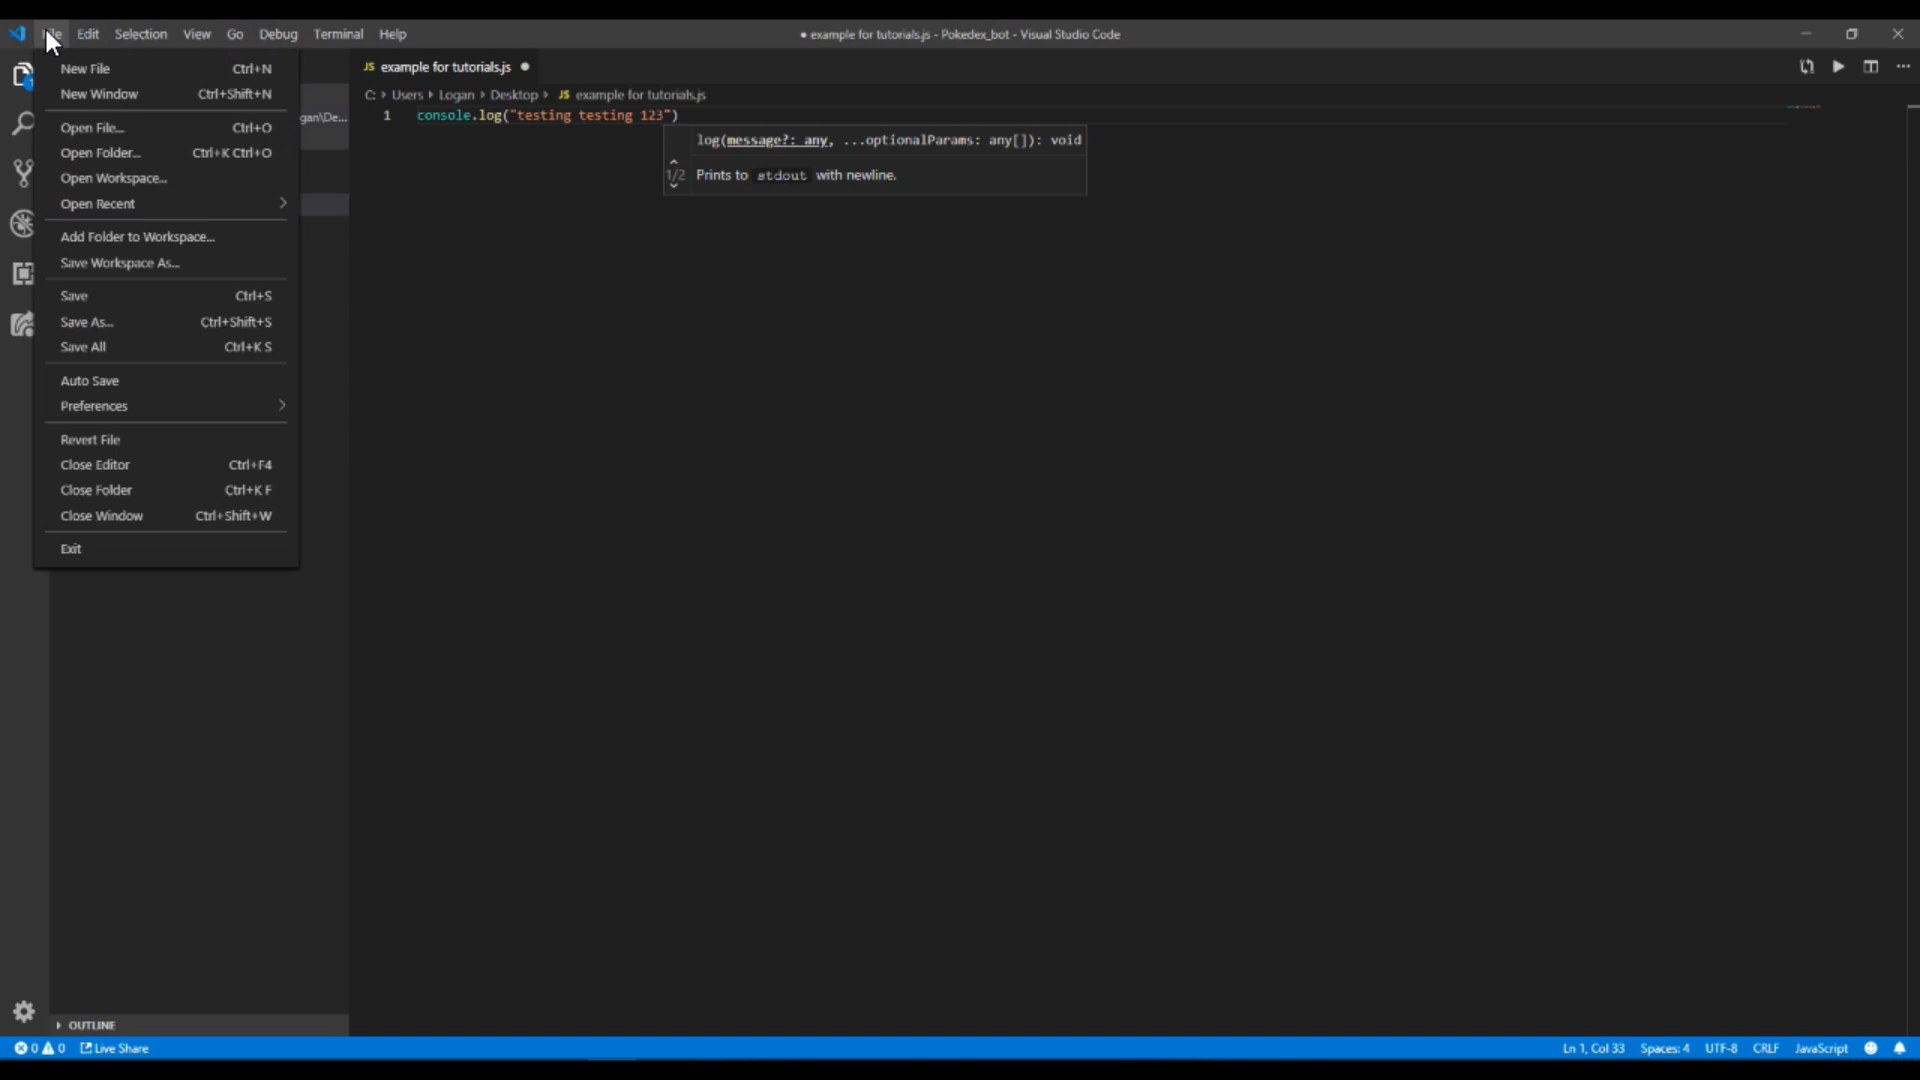 File Edit Selection View Go Debug Terminal Help
● example for tutorials.js - Pokedex_bot - Visual Studio Code
New File Ctrl+N
New Window Ctrl+Shift+N
Open File... Ctrl+O
Open Folder... Ctrl+K Ctrl+O
Open Workspace...
Open Recent
Add Folder to Workspace...
Save Workspace As...
Save Ctrl+S
Save As... Ctrl+Shift+S
Save All Ctrl+K S
Auto Save
Preferences
Revert File
Close Editor Ctrl+F4
Close Folder Ctrl+K F
Close Window Ctrl+Shift+W
Exit
gan\De...
JS example for tutorials.js ●
C: > Users > Logan > Desktop > JS example for tutorials.js
1 console.log("testing testing 123")
log(message?: any, ...optionalParams: any[]): void
1/2 Prints to stdout with newline.
OUTLINE
0 0 Live Share
Ln 1, Col 33 Spaces: 4 UTF-8 CRLF JavaScript